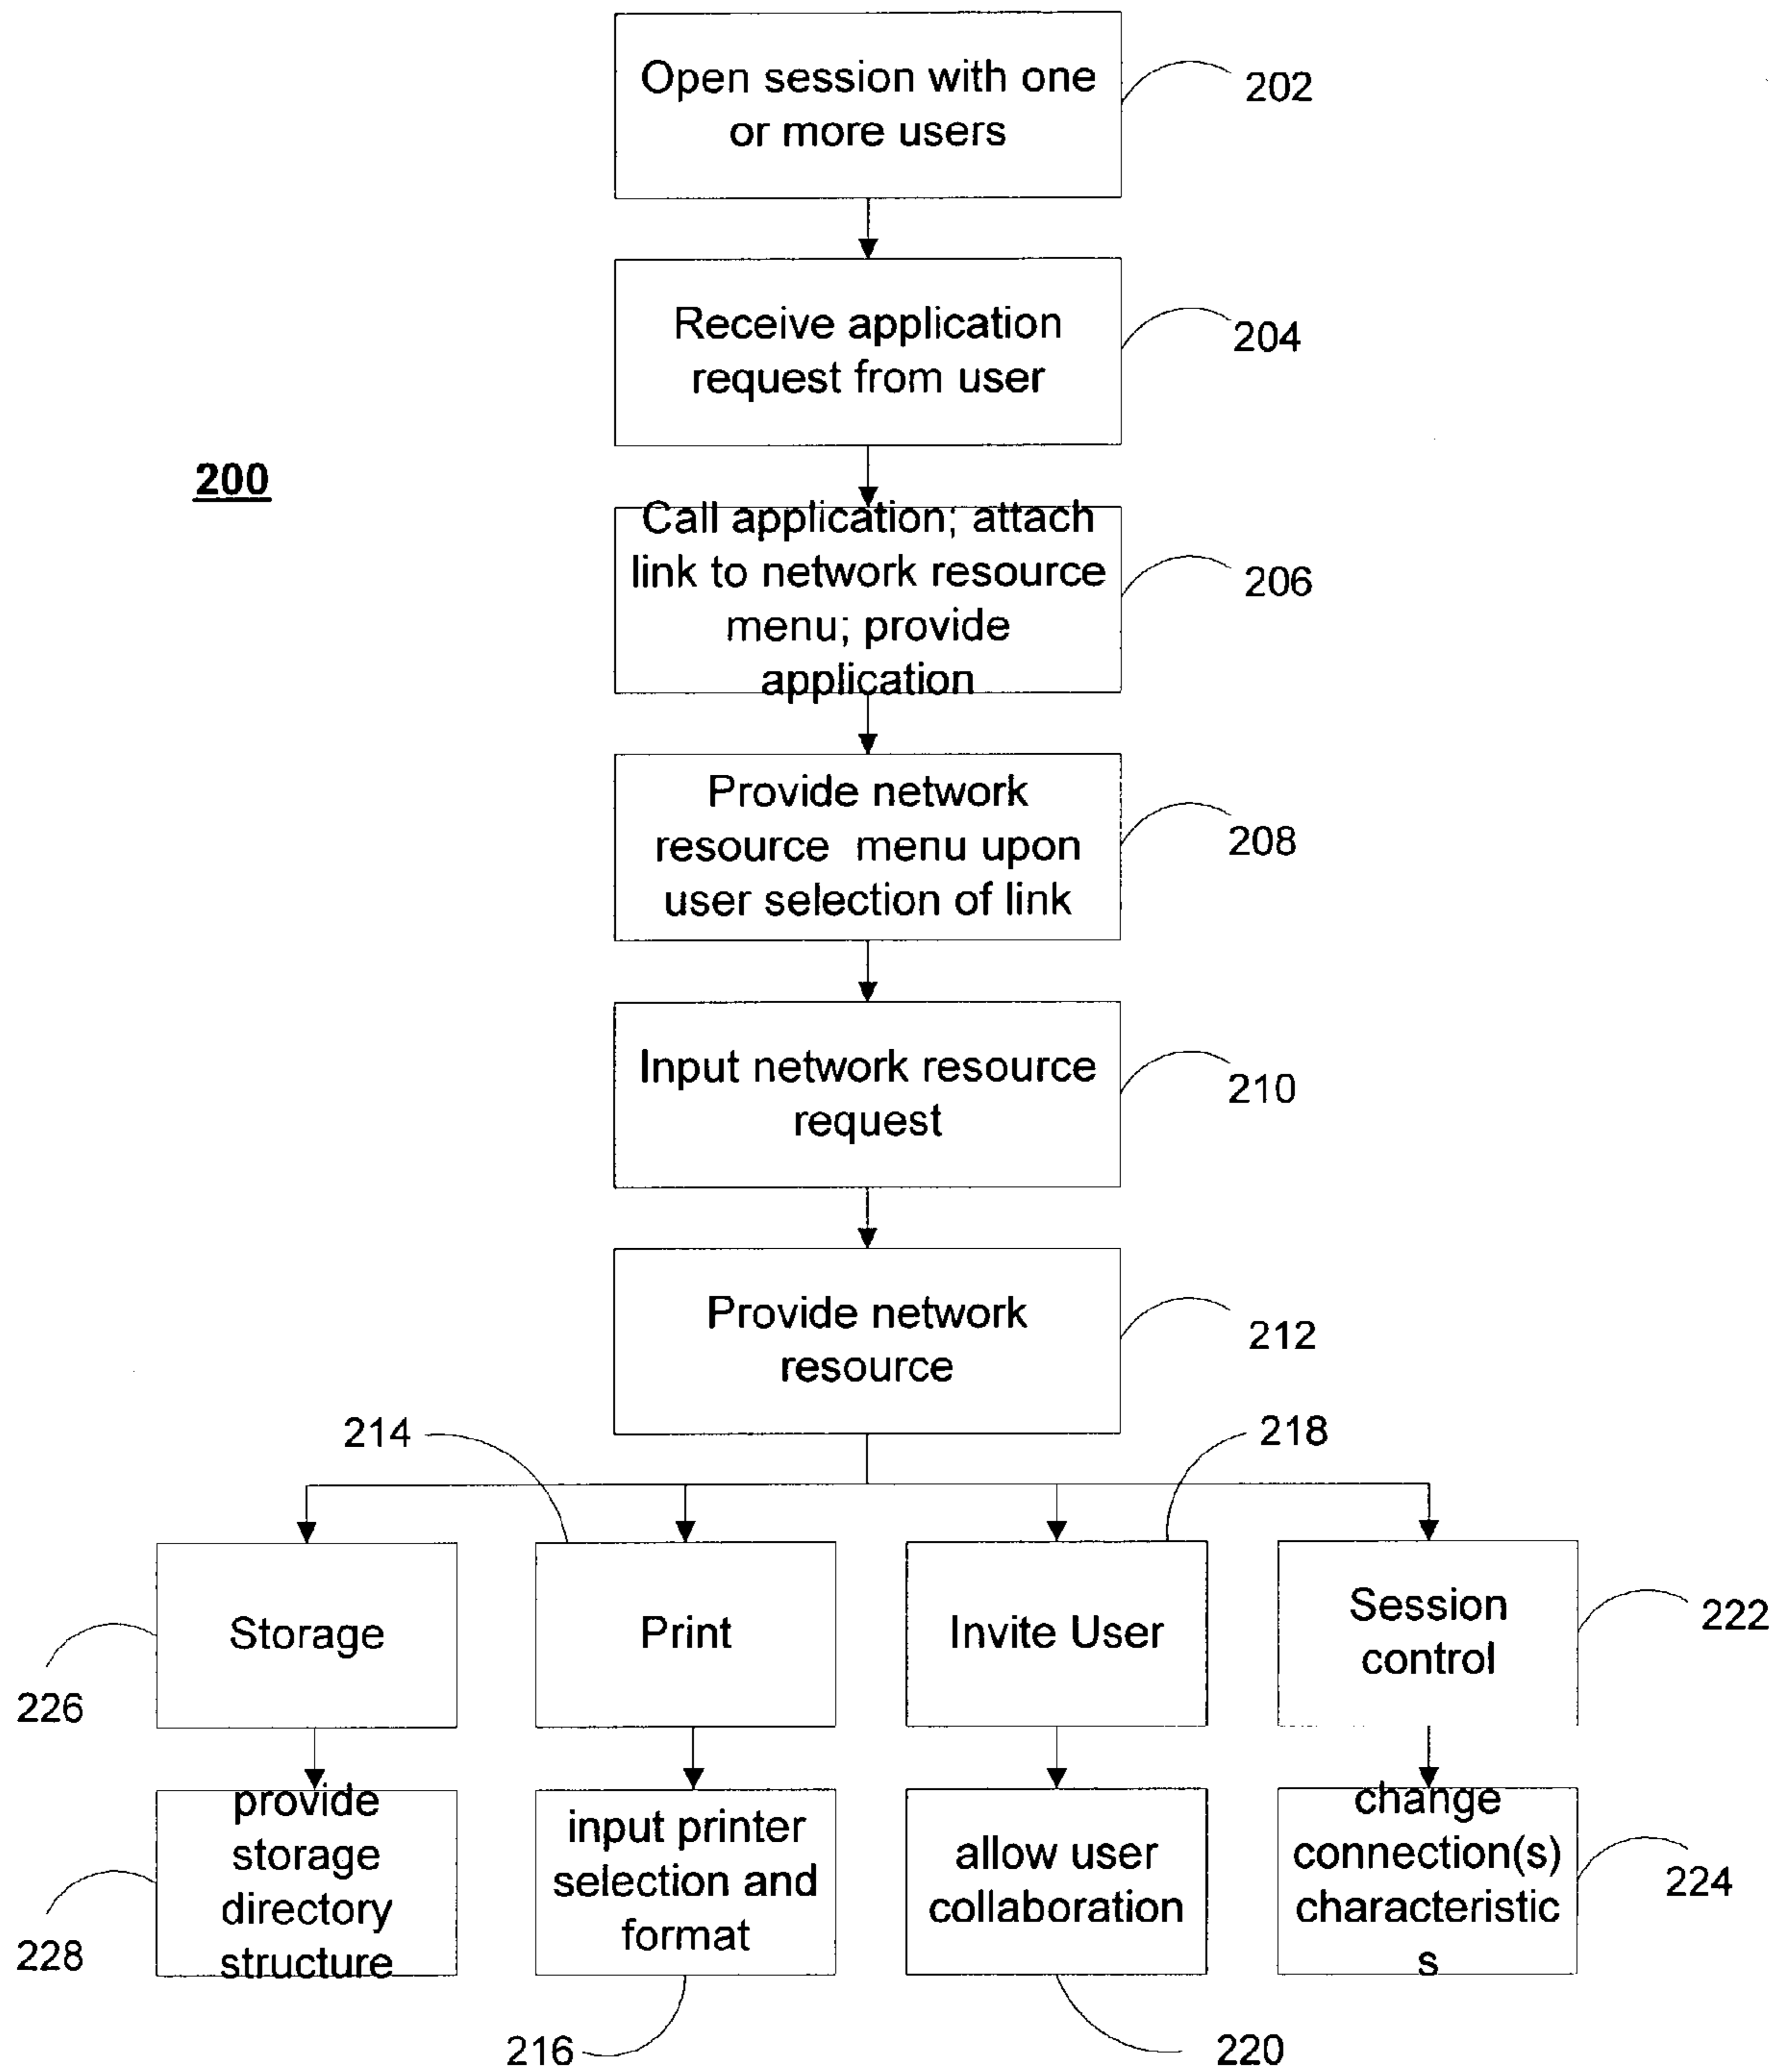 Open session with one
or more users
202
Receive application
request from user
204
200
Call application; attach
link to network resource
menu; provide
application
206
Provide network
resource menu upon
user selection of link
208
Input network resource
request
210
Provide network
resource
212
214
218
Storage
226
Print
Invite User
Session
control
222
provide
storage
directory
structure
228
input printer
selection and
format
216
allow user
collaboration
220
change
connection(s)
characteristic
s
224